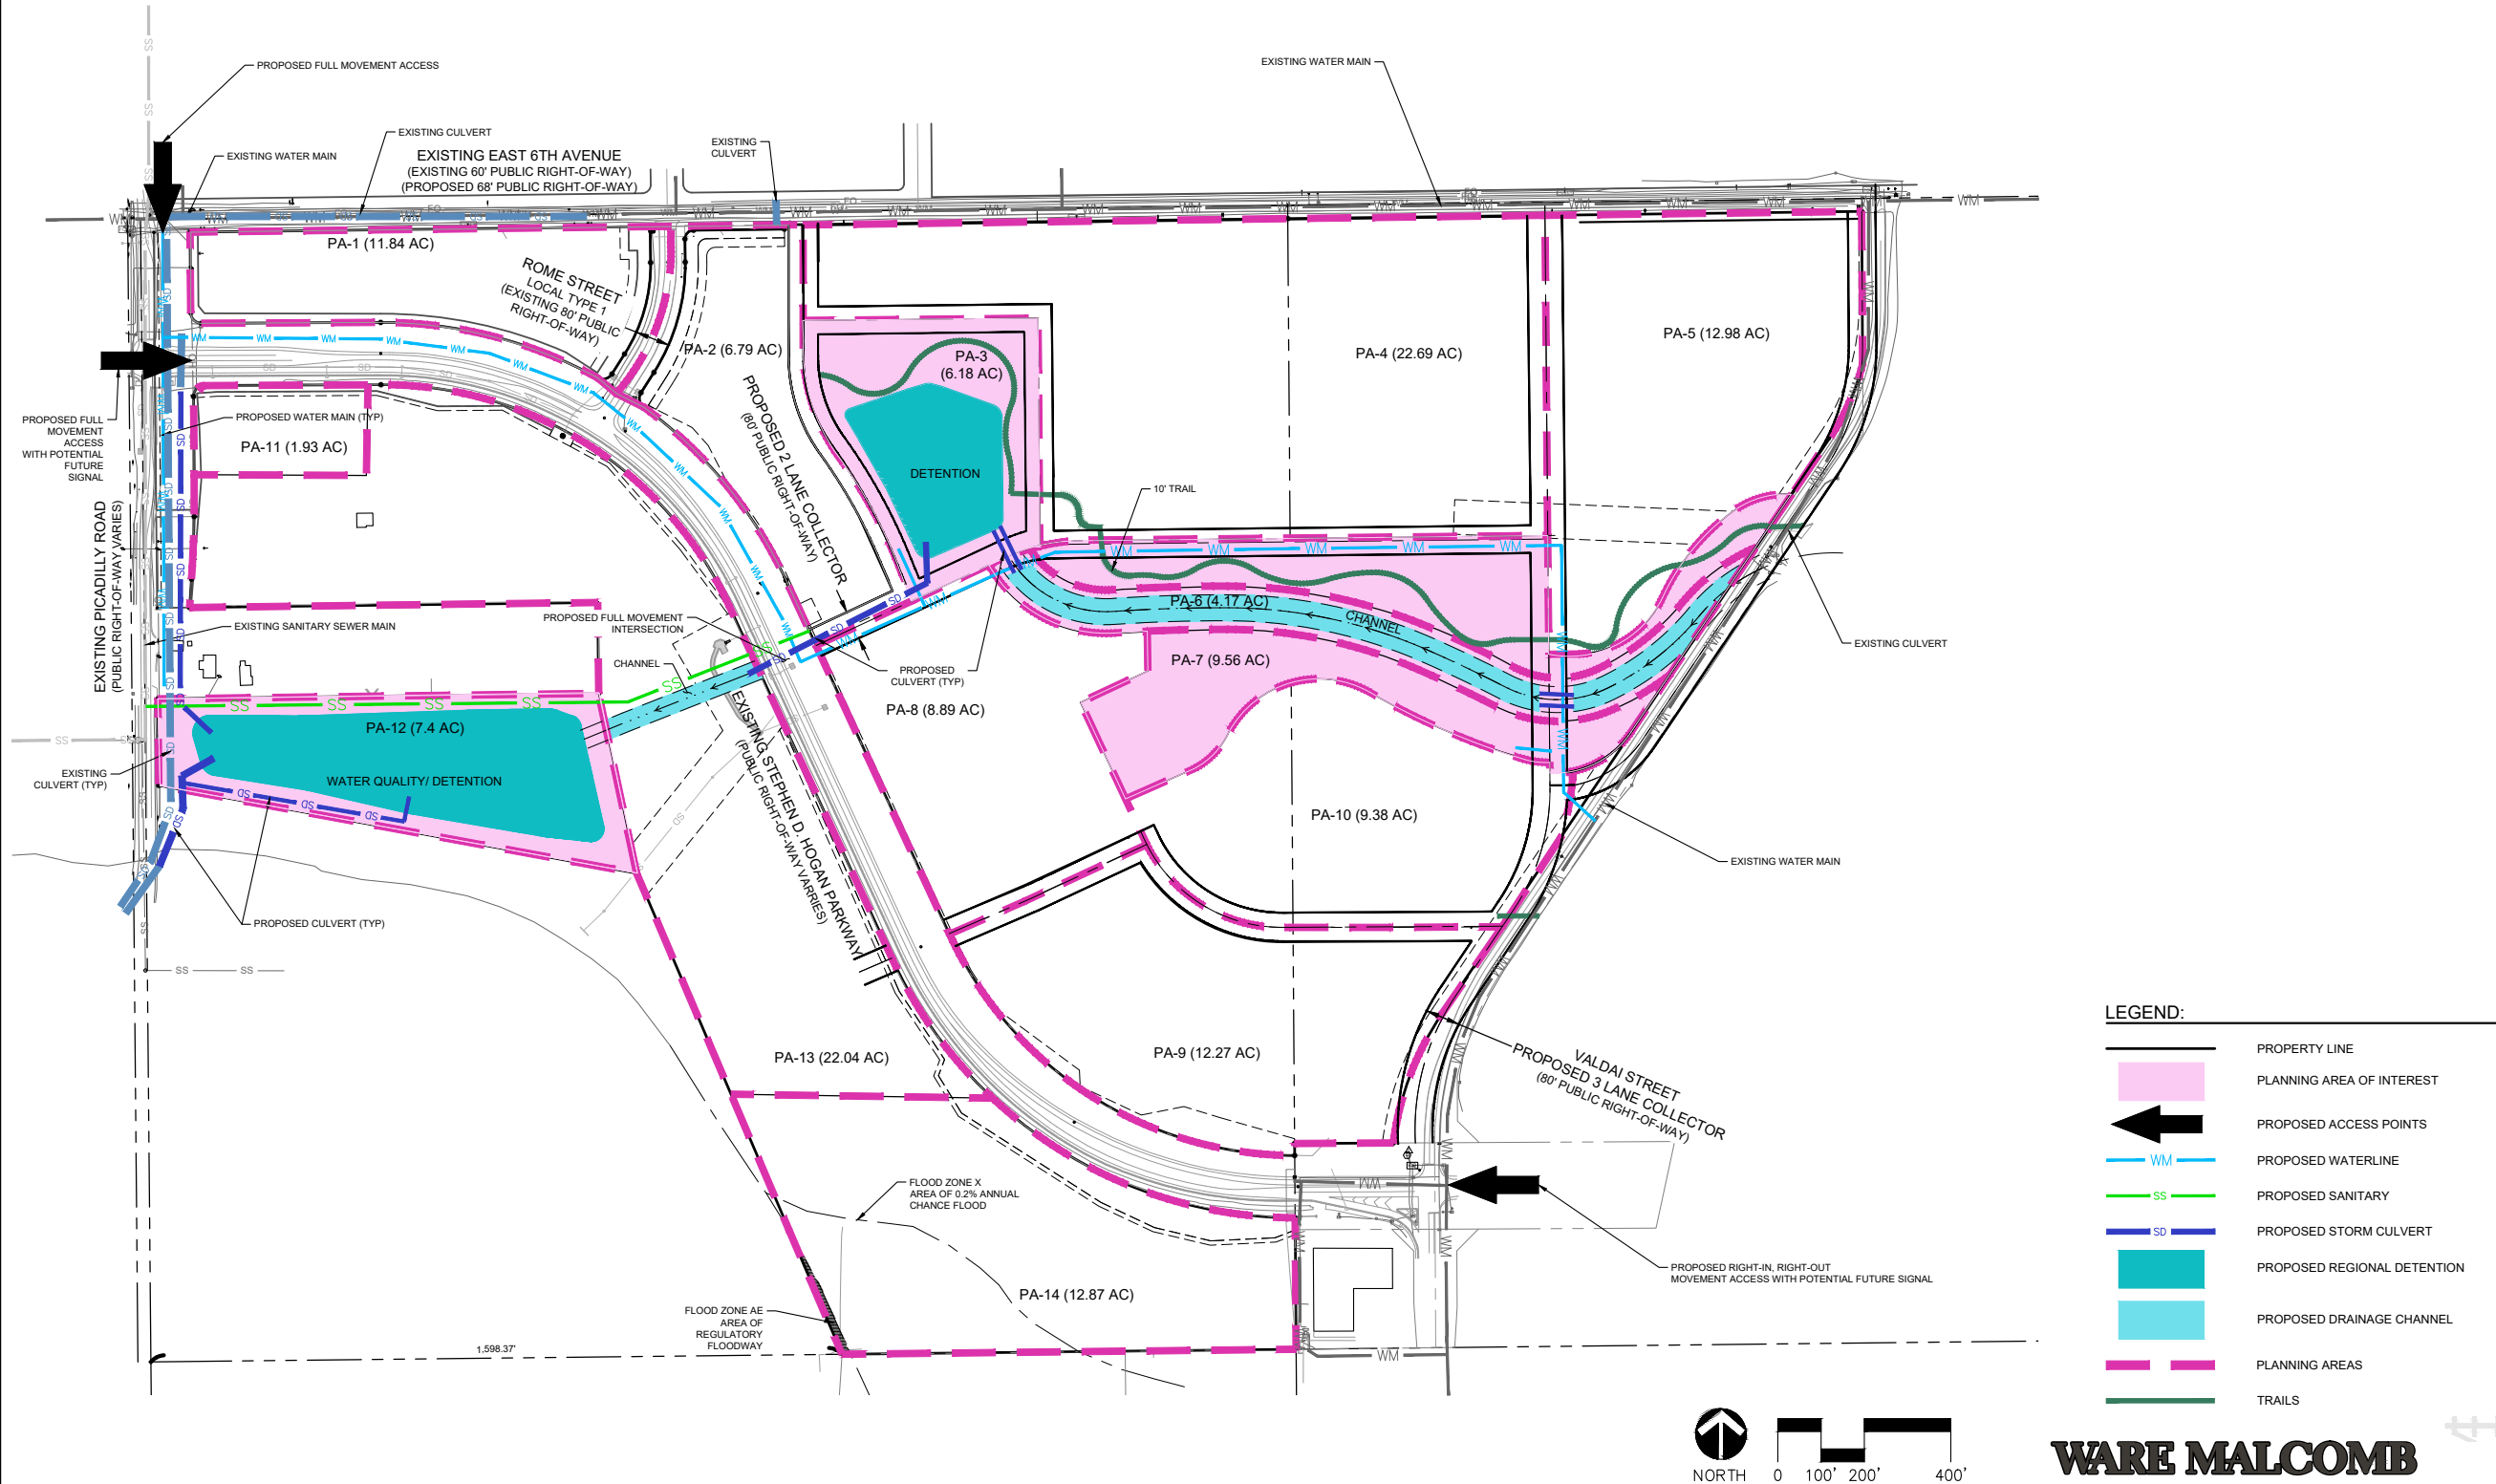 PROPOSED FULL MOVEMENT ACCESS
EXISTING WATER MAIN
EXISTING CULVERT
EXISTING WATER MAIN
EXISTING EAST 6TH AVENUE
(EXISTING 60' PUBLIC RIGHT-OF-WAY)
(PROPOSED 68' PUBLIC RIGHT-OF-WAY)
EXISTING
CULVERT
PA-1 (11.84 AC)
ROME STREET
LOCAL TYPE 1
(EXISTING 80' PUBLIC
RIGHT-OF-WAY)
PA-2 (6.79 AC)
PA-3
(6.18 AC)
PA-4 (22.69 AC)
PA-5 (12.98 AC)
PROPOSED FULL
MOVEMENT
ACCESS
WITH POTENTIAL
FUTURE
SIGNAL
PROPOSED WATER MAIN (TYP)
PA-11 (1.93 AC)
PROPOSED 2 LANE COLLECTOR
(80' PUBLIC RIGHT-OF-WAY)
DETENTION
10' TRAIL
EXISTING PICADILLY ROAD
(PUBLIC RIGHT-OF-WAY VARIES)
EXISTING SANITARY SEWER MAIN
PROPOSED FULL MOVEMENT
INTERSECTION
CHANNEL
PROPOSED
CULVERT (TYP)
PA-6 (4.17 AC)
CHANNEL
PA-7 (9.56 AC)
EXISTING CULVERT
PA-8 (8.89 AC)
PA-12 (7.4 AC)
WATER QUALITY/ DETENTION
EXISTING
CULVERT (TYP)
EXISTING STEPHEN D. HOGAN PARKWAY
(PUBLIC RIGHT-OF-WAY VARRIES)
PA-10 (9.38 AC)
EXISTING WATER MAIN
PROPOSED CULVERT (TYP)
PA-13 (22.04 AC)
PA-9 (12.27 AC)
VALDAI STREET
PROPOSED 3 LANE COLLECTOR
(80' PUBLIC RIGHT-OF-WAY)
FLOOD ZONE X
AREA OF 0.2% ANNUAL
CHANCE FLOOD
PROPOSED RIGHT-IN, RIGHT-OUT
MOVEMENT ACCESS WITH POTENTIAL FUTURE SIGNAL
PA-14 (12.87 AC)
FLOOD ZONE AE
AREA OF
REGULATORY
FLOODWAY
1,598.37'
LEGEND:
PROPERTY LINE
PLANNING AREA OF INTEREST
PROPOSED ACCESS POINTS
WM PROPOSED WATERLINE
SS PROPOSED SANITARY
SD PROPOSED STORM CULVERT
PROPOSED REGIONAL DETENTION
PROPOSED DRAINAGE CHANNEL
PLANNING AREAS
TRAILS
NORTH
0 100' 200' 400'
WARE MALCOMB